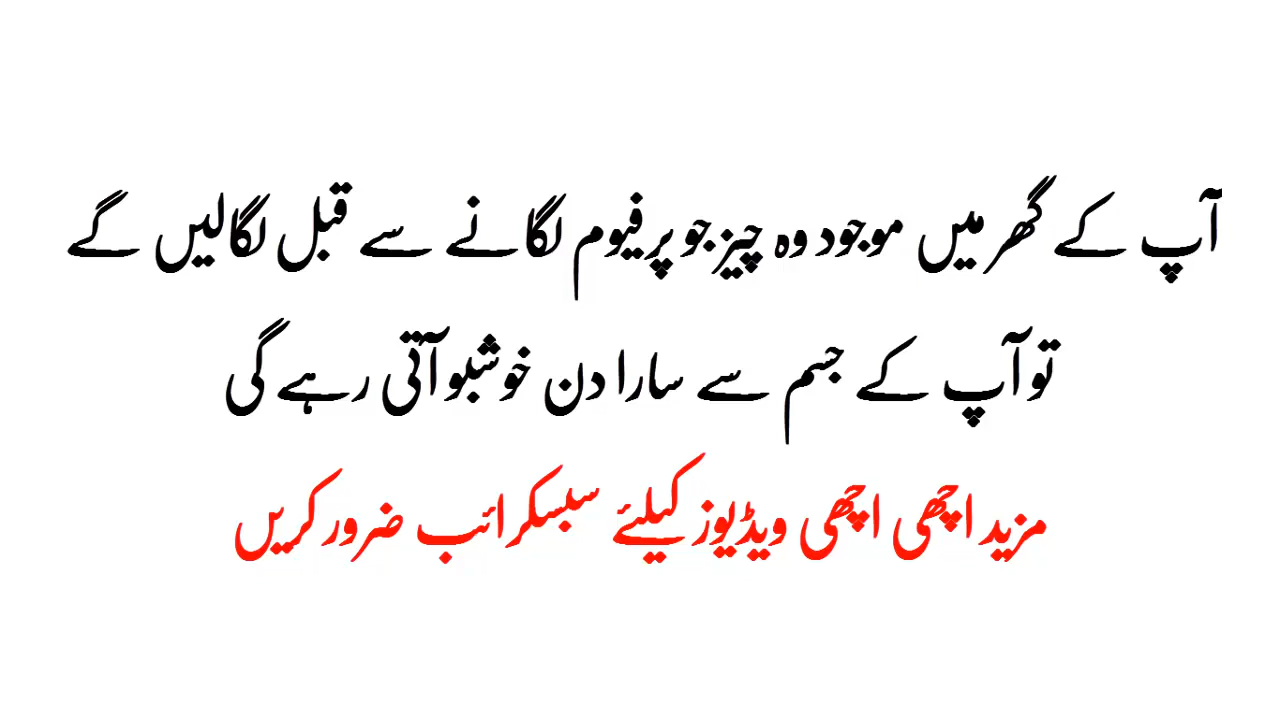 آپ کے گھر میں موجود وہ چیز جو پرفیوم لگانے سے قبل لگالیں گے
تو آپ کے جسم سے سارا دن خوشبو آتی رہے گی
مزید اچھی اچھی ویڈیوز کیلئے سبسکرائب ضرور کریں